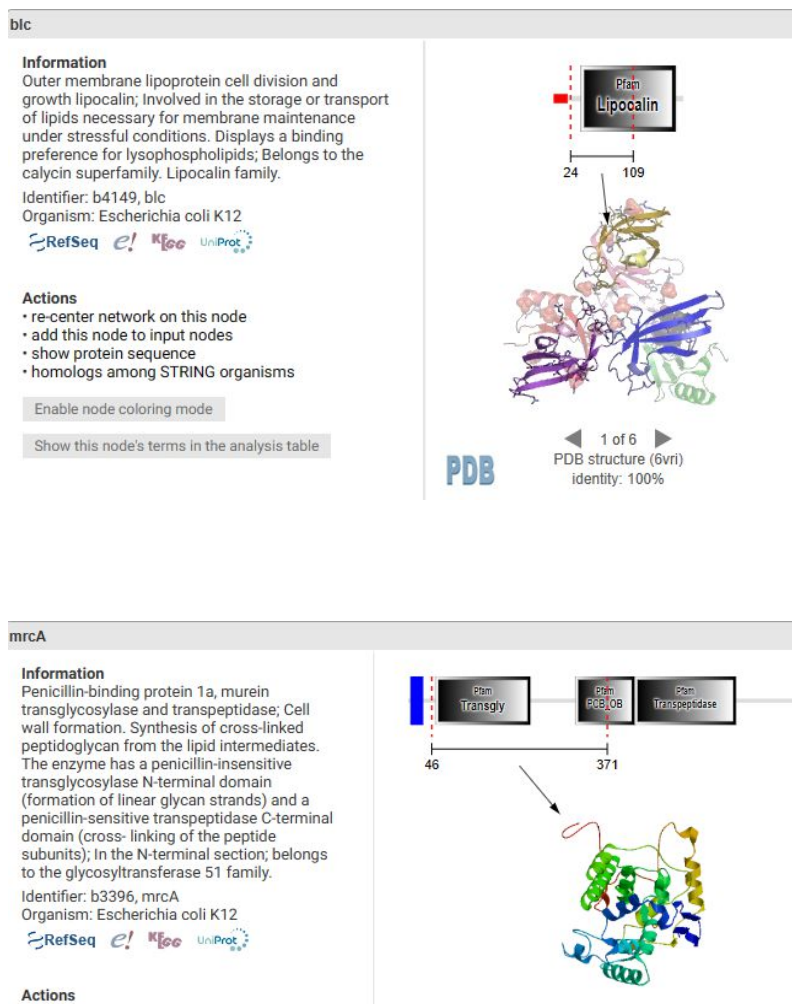 blc
Information
Outer membrane lipoprotein cell division and
growth lipocalin; Involved in the storage or transport
of lipids necessary for membrane maintenance
under stressful conditions. Displays a binding
preference for lysophospholipids; Belongs to the
calycin superfamily. Lipocalin family.
Identifier: b4149, blc
Organism: Escherichia coli K12
RefSeq e! KEGG UniProt
Actions
• re-center network on this node
• add this node to input nodes
• show protein sequence
• homologs among STRING organisms
Enable node coloring mode
Show this node's terms in the analysis table
Pfam
Lipocalin
24 109
1 of 6
PDB structure (6vri)
identity: 100%
PDB
mrcA
Information
Penicillin-binding protein 1a, murein
transglycosylase and transpeptidase; Cell
wall formation. Synthesis of cross-linked
peptidoglycan from the lipid intermediates.
The enzyme has a penicillin-insensitive
transglycosylase N-terminal domain
(formation of linear glycan strands) and a
penicillin-sensitive transpeptidase C-terminal
domain (cross- linking of the peptide
subunits); In the N-terminal section; belongs
to the glycosyltransferase 51 family.
Identifier: b3396, mrcA
Organism: Escherichia coli K12
RefSeq e! KEGG UniProt
Actions
Pfam Pfam Pfam
Transgly PCB_OB Transpeptidase
46 371